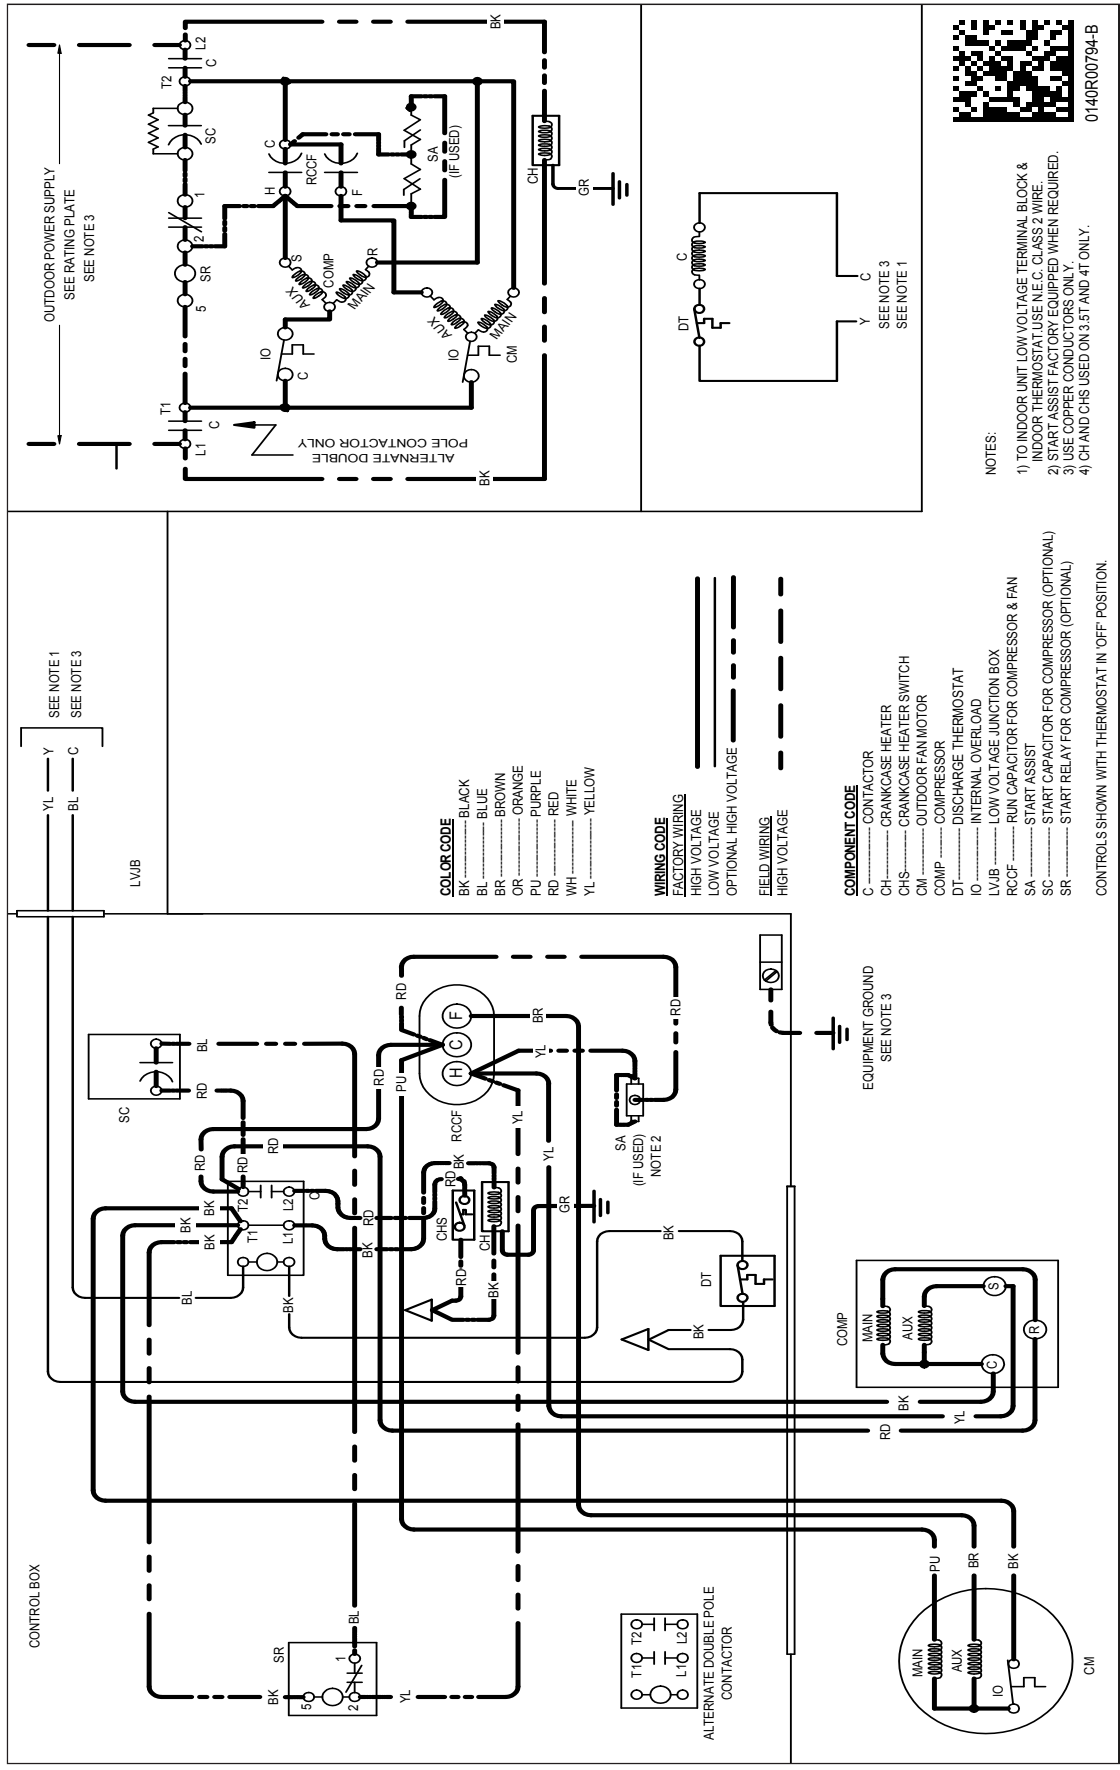 CONTROL BOX
LVJB
YL
Y
BL
C
SEE NOTE 1
SEE NOTE 3
SC
RD
BL
RD
RD
RD
RD
T2
L2
T1
L1
C
BK
BK
BK
BL
BK
RD
BK
RD
BK
CHS
CH
RD
BK
GR
RD
PU
RD
H
C
F
RCCF
YL
BR
YL
YL
SA
(IF USED)
NOTE 2
RD
BK
DT
BK
SR
1
2
5
BL
BK
YL
T1
T2
L1
L2
ALTERNATE DOUBLE POLE
CONTACTOR
BK
YL
RD
COMP
MAIN
AUX
C
S
R
PU
BR
BK
MAIN
AUX
IO
CM
EQUIPMENT GROUND
SEE NOTE 3
COLOR CODE
BK ---------- BLACK
BL ---------- BLUE
BR ---------- BROWN
OR ---------- ORANGE
PU ---------- PURPLE
RD ---------- RED
WH ---------- WHITE
YL ---------- YELLOW
WIRING CODE
FACTORY WIRING
HIGH VOLTAGE
LOW VOLTAGE
OPTIONAL HIGH VOLTAGE
FIELD WIRING
HIGH VOLTAGE
COMPONENT CODE
C ---------- CONTACTOR
CH ---------- CRANKCASE HEATER
CHS ---------- CRANKCASE HEATER SWITCH
CM ---------- OUTDOOR FAN MOTOR
COMP ---------- COMPRESSOR
DT ---------- DISCHARGE THERMOSTAT
IO ---------- INTERNAL OVERLOAD
LVJB ---------- LOW VOLTAGE JUNCTION BOX
RCCF ---------- RUN CAPACITOR FOR COMPRESSOR & FAN
SA ---------- START ASSIST
SC ---------- START CAPACITOR FOR COMPRESSOR (OPTIONAL)
SR ---------- START RELAY FOR COMPRESSOR (OPTIONAL)
CONTROLS SHOWN WITH THERMOSTAT IN 'OFF' POSITION.
OUTDOOR POWER SUPPLY
SEE RATING PLATE
SEE NOTE 3
L1
C
T1
5
SR
2
1
SC
T2
C
L2
BK
BK
ALTERNATE DOUBLE
POLE CONTACTOR ONLY
IO
C
S
COMP
AUX
MAIN
R
H
C
RCCF
F
SA
(IF USED)
IO
CM
AUX
MAIN
CH
GR
DT
C
Y
C
SEE NOTE 3
SEE NOTE 1
NOTES:
1) TO INDOOR UNIT LOW VOLTAGE TERMINAL BLOCK &
INDOOR THERMOSTAT.USE N.E.C. CLASS 2 WIRE.
2) START ASSIST FACTORY EQUIPPED WHEN REQUIRED.
3) USE COPPER CONDUCTORS ONLY.
4) CH AND CHS USED ON 3.5T AND 4T ONLY.
0140R00794-B